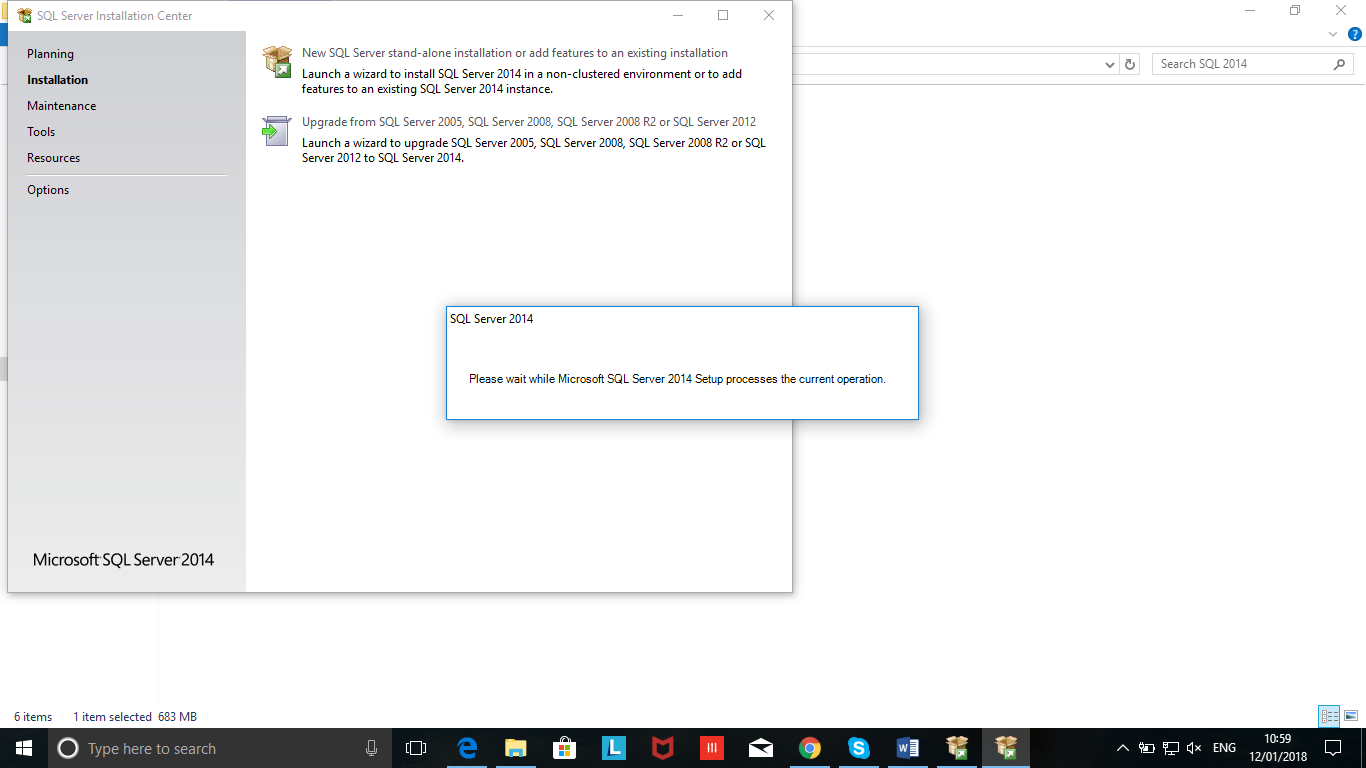 SQL Server Installation Center
Search SQL 2014
Planning
Installation
Maintenance
Tools
Resources
Options
New SQL Server stand-alone installation or add features to an existing installation
Launch a wizard to install SQL Server 2014 in a non-clustered environment or to add
features to an existing SQL Server 2014 instance.
Upgrade from SQL Server 2005, SQL Server 2008, SQL Server 2008 R2 or SQL Server 2012
Launch a wizard to upgrade SQL Server 2005, SQL Server 2008, SQL Server 2008 R2 or SQL
Server 2012 to SQL Server 2014.
SQL Server 2014
Please wait while Microsoft SQL Server 2014 Setup processes the current operation.
Microsoft SQL Server 2014
6 items 1 item selected 683 MB
Type here to search
ENG
10:59
12/01/2018